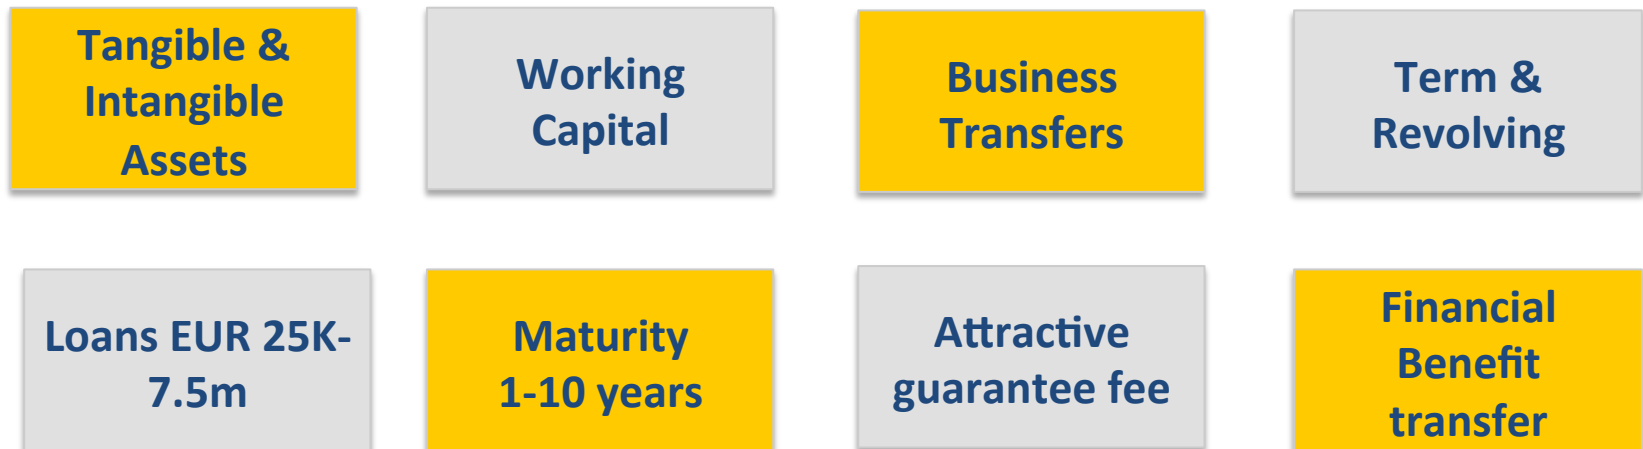 Tangible &
Intangible
Assets
Working
Capital
Business
Transfers
Term &
Revolving
Loans EUR 25K-
7.5m
Maturity
1-10 years
Attractive
guarantee fee
Financial
Benefit
transfer